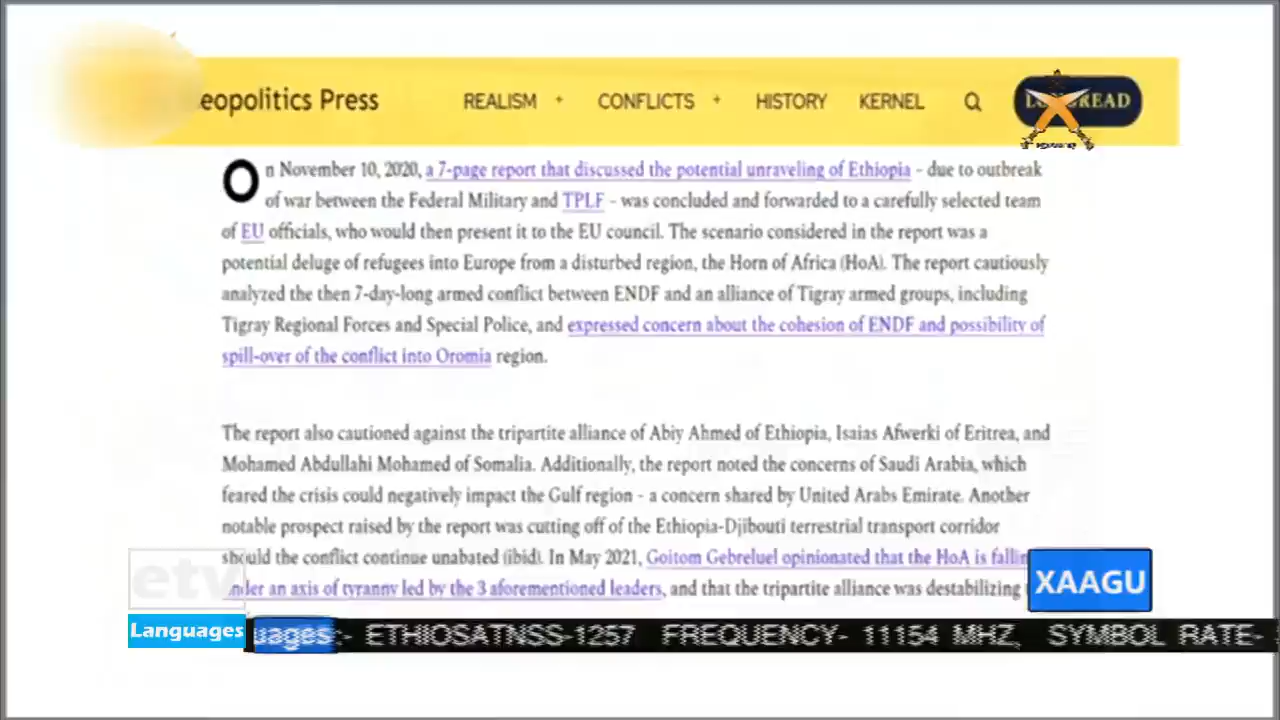 eopolitics Press
REALISM + CONFLICTS + HISTORY KERNEL
READ
On November 10, 2020, a 7-page report that discussed the potential unraveling of Ethiopia - due to outbreak
of war between the Federal Military and TPLF - was concluded and forwarded to a carefully selected team
of EU officials, who would then present it to the EU council. The scenario considered in the report was a
potential deluge of refugees into Europe from a disturbed region, the Horn of Africa (HoA). The report cautiously
analyzed the then 7-day-long armed conflict between ENDF and an alliance of Tigray armed groups, including
Tigray Regional Forces and Special Police, and expressed concern about the cohesion of ENDF and possibility of
spill-over of the conflict into Oromia region.
The report also cautioned against the tripartite alliance of Abiy Ahmed of Ethiopia, Isaias Afwerki of Eritrea, and
Mohamed Abdullahi Mohamed of Somalia. Additionally, the report noted the concerns of Saudi Arabia, which
feared the crisis could negatively impact the Gulf region - a concern shared by United Arabs Emirate. Another
notable prospect raised by the report was cutting off of the Ethiopia-Djibouti terrestrial transport corridor
should the conflict continue unabated (ibid). In May 2021, Goitom Gebreluel opinionated that the HoA is fallin
nder an axis of tyranny led by the 3 aforementioned leaders, and that the tripartite alliance was destabilizing
etv
XAAGU
Languages
uages:- ETHIOSATNSS-1257 FREQUENCY- 11154 MHZ, SYMBOL RATE-